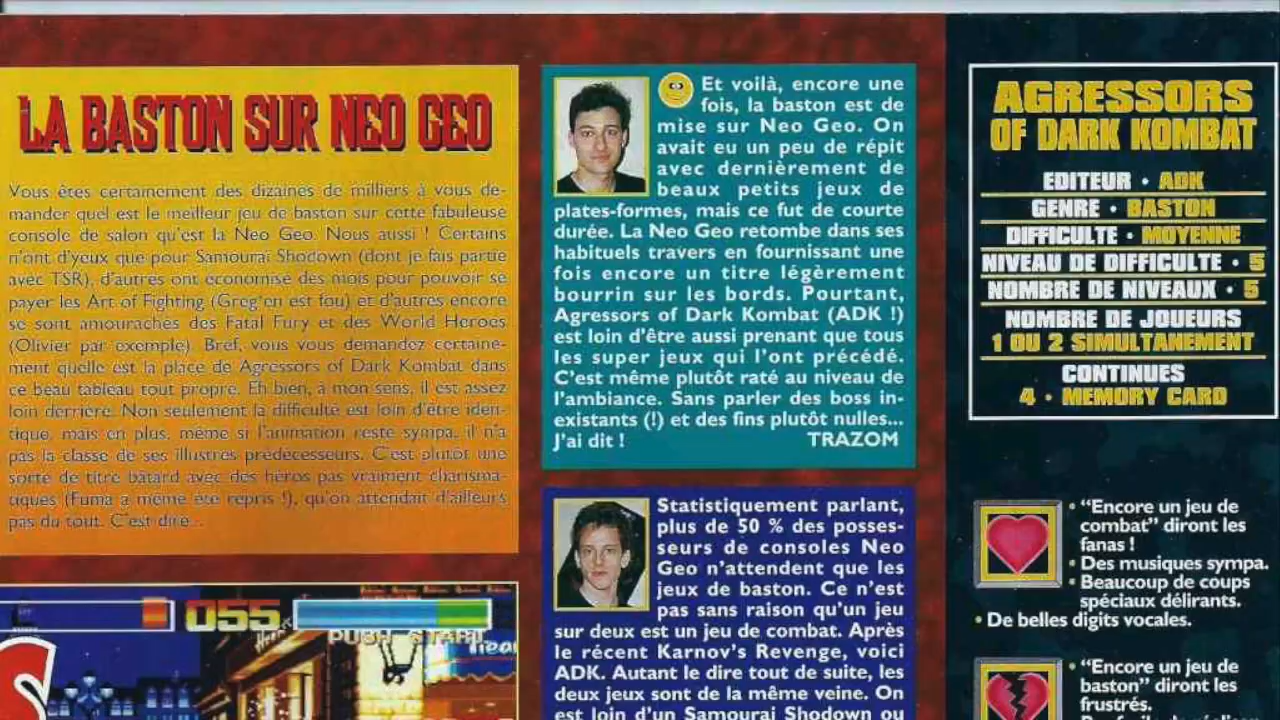 LA BASTON SUR NEO GEO
Vous êtes certainement des dizaines de milliers à vous de-
mander quel est le meilleur jeu de baston sur cette fabuleuse
console de salon qu'est la Neo Geo. Nous aussi ! Certains
n'ont d'yeux que pour Samouraï Shodown (dont je fais partie
avec TSR), d'autres ont économisé des mois pour pouvoir se
payer les Art of Fighting (Greg'en est fou) et d'autres encore
se sont amourachés des Fatal Fury et des World Heroes
(Olivier par exemple). Bref, vous vous demandez certaine-
ment quelle est la place de Agressors of Dark Kombat dans
ce beau tableau tout propre. Eh bien, à mon sens, il est assez
loin derrière. Non seulement la difficulté est loin d'être iden-
tique, mais en plus, même si l'animation reste sympa, il n'a
pas la classe de ses illustres prédécesseurs. C'est plutôt une
sorte de titre bâtard avec des héros pas vraiment charisma-
tiques (Fuma a même été repris !), qu'on attendait d'ailleurs
pas du tout. C'est dire...
055
PUSH START
Et voilà, encore une
fois, la baston est de
mise sur Neo Geo. On
avait eu un peu de répit
avec dernièrement de
beaux petits jeux de
plates-formes, mais ce fut de courte
durée. La Neo Geo retombe dans ses
habituels travers en fournissant une
fois encore un titre légèrement
bourrin sur les bords. Pourtant,
Agressors of Dark Kombat (ADK !)
est loin d'être aussi prenant que tous
les super jeux qui l'ont précédé.
C'est même plutôt raté au niveau de
l'ambiance. Sans parler des boss in-
existants (!) et des fins plutôt nulles...
J'ai dit ! TRAZOM
Statistiquement parlant,
plus de 50 % des posses-
seurs de consoles Neo
Geo n'attendent que les
jeux de baston. Ce n'est
pas sans raison qu'un jeu
sur deux est un jeu de combat. Après
le récent Karnov's Revenge, voici
ADK. Autant le dire tout de suite, les
deux jeux sont de la même veine. On
est loin d'un Samouraï Shodown ou
AGRESSORS
OF DARK KOMBAT
EDITEUR • ADK
GENRE • BASTON
DIFFICULTE • MOYENNE
NIVEAU DE DIFFICULTE • 5
NOMBRE DE NIVEAUX • 5
NOMBRE DE JOUEURS
1 OU 2 SIMULTANEMENT
CONTINUES
4 • MEMORY CARD
• “Encore un jeu de
combat” diront les
fanas !
• Des musiques sympa.
• Beaucoup de coups
spéciaux délirants.
• De belles digits vocales.
• “Encore un jeu de
baston” diront les
frustrés.